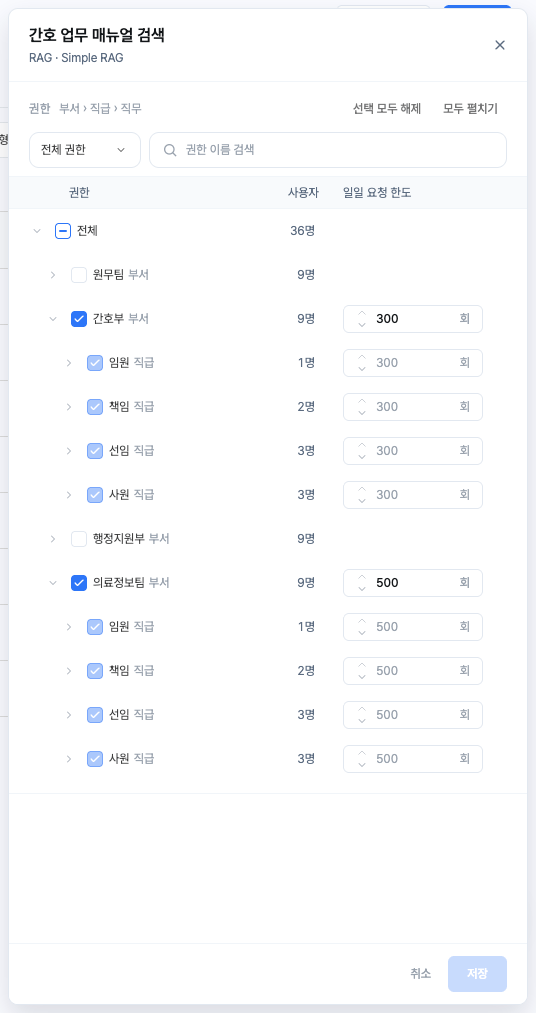 간호 업무 매뉴얼 검색
RAG · Simple RAG
권한 부서 › 직급 › 직무 선택 모두 해제 모두 펼치기
전체 권한 권한 이름 검색
형
권한 사용자 일일 요청 한도
전체 36명
원무팀 부서 9명
간호부 부서 9명 300 회
임원 직급 1명 300 회
책임 직급 2명 300 회
선임 직급 3명 300 회
사원 직급 3명 300 회
행정지원부 부서 9명
의료정보팀 부서 9명 500 회
임원 직급 1명 500 회
책임 직급 2명 500 회
선임 직급 3명 500 회
사원 직급 3명 500 회
취소 저장